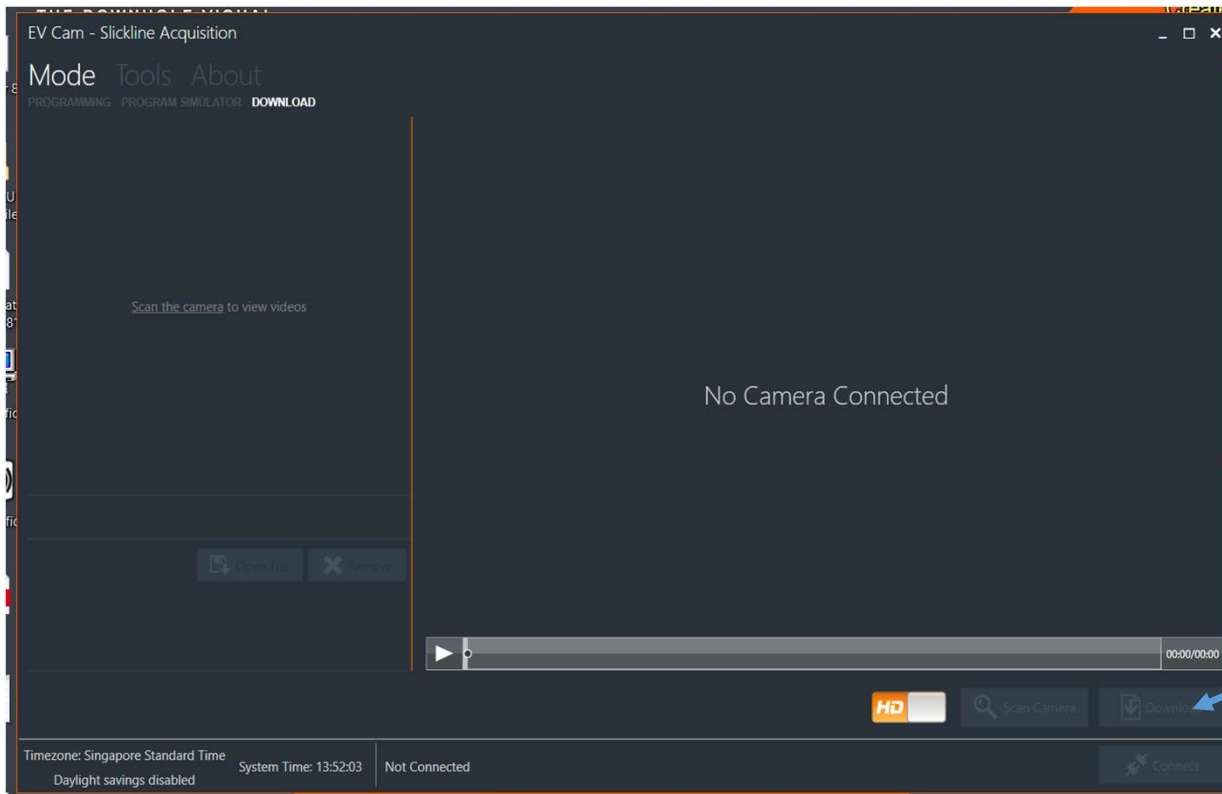 EV Cam - Slickline Acquisition
Mode Tools About
PROGRAMMING PROGRAM SIMULATOR DOWNLOAD
Scan the camera to view videos
No Camera Connected
Open File Remove
00:00/00:00
HD Scan Camera Download
Timezone: Singapore Standard Time
Daylight savings disabled
System Time: 13:52:03
Not Connected
Connect